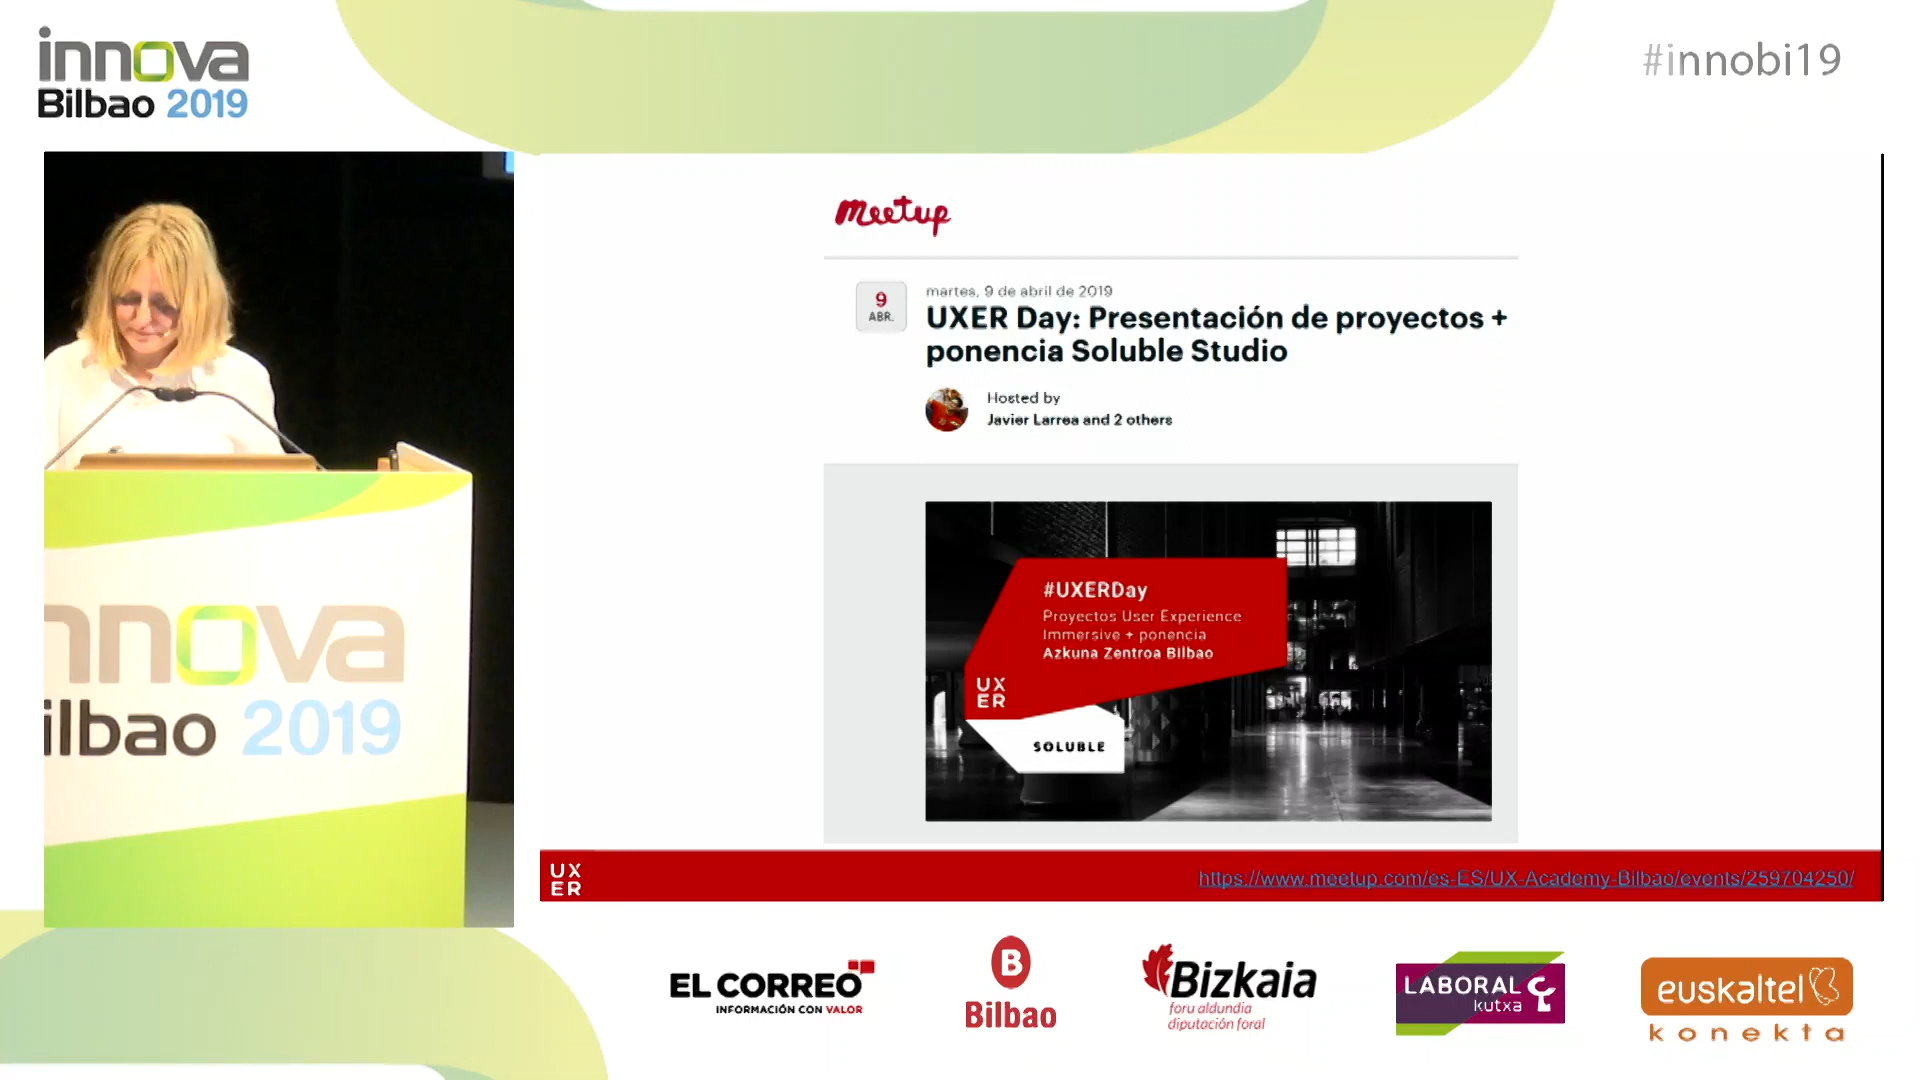 innova
Bilbao 2019
#innobi19
Meetup
9
ABR.
martes, 9 de abril de 2019
UXER Day: Presentación de proyectos +
ponencia Soluble Studio
Hosted by
Javier Larrea and 2 others
#UXERDay
Proyectos User Experience
Immersive + ponencia
Azkuna Zentroa Bilbao
UX
ER
SOLUBLE
UX
ER
https://www.meetup.com/es-ES/UX-Academy-Bilbao/events/259704250/
innova
ilbao 2019
EL CORREO
INFORMACIÓN CON VALOR
B
Bilbao
Bizkaia
foru aldundia
diputación foral
LABORAL
kutxa
euskaltel
konekta